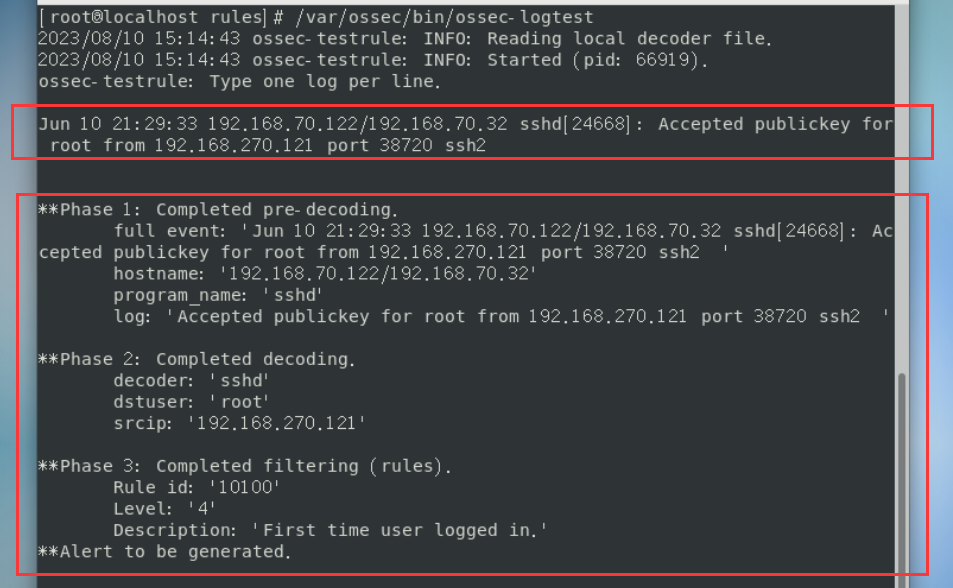 [root@localhost rules]# /var/ossec/bin/ossec-logtest
2023/08/10 15:14:43 ossec-testrule: INFO: Reading local decoder file.
2023/08/10 15:14:43 ossec-testrule: INFO: Started (pid: 66919).
ossec-testrule: Type one log per line.
Jun 10 21:29:33 192.168.70.122/192.168.70.32 sshd[24668]: Accepted publickey for
root from 192.168.270.121 port 38720 ssh2
**Phase 1: Completed pre-decoding.
full event: 'Jun 10 21:29:33 192.168.70.122/192.168.70.32 sshd[24668]: Ac
cepted publickey for root from 192.168.270.121 port 38720 ssh2  '
hostname: '192.168.70.122/192.168.70.32'
program_name: 'sshd'
log: 'Accepted publickey for root from 192.168.270.121 port 38720 ssh2  '
**Phase 2: Completed decoding.
decoder: 'sshd'
dstuser: 'root'
srcip: '192.168.270.121'
**Phase 3: Completed filtering (rules).
Rule id: '10100'
Level: '4'
Description: 'First time user logged in.'
**Alert to be generated.